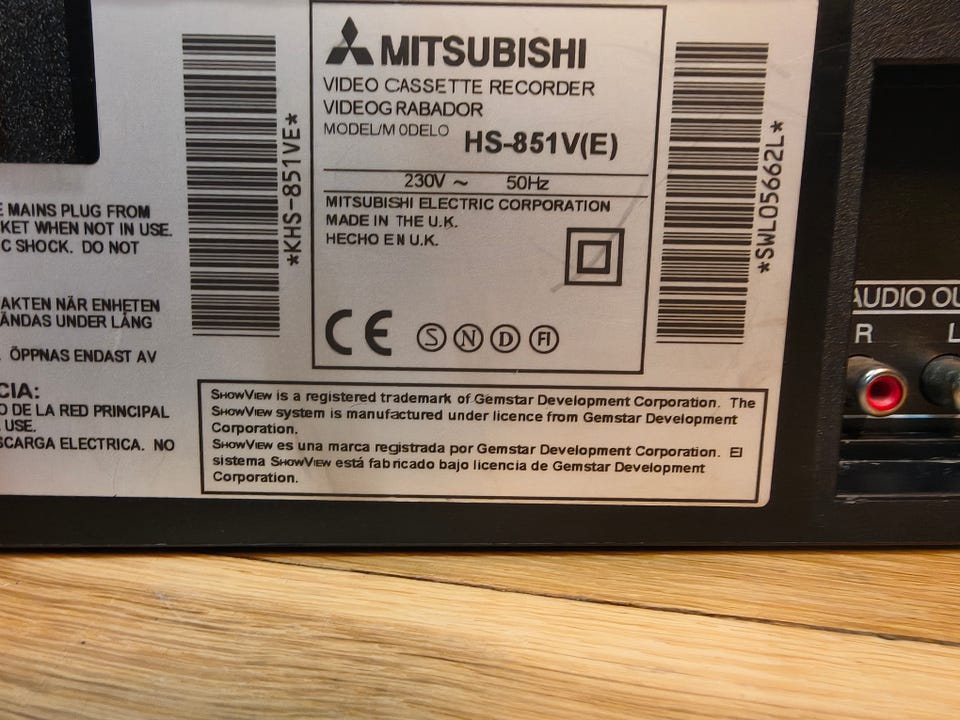 MITSUBISHI
VIDEO CASSETTE RECORDER
VIDEOGRABADOR
MODEL/MODELO HS-851V(E)
230V ~ 50Hz
MITSUBISHI ELECTRIC CORPORATION
MADE IN THE U.K.
HECHO EN U.K.
CE S N D FI
*KHS-851VE*
*SWL05662L*
MAINS PLUG FROM
KET WHEN NOT IN USE.
C SHOCK. DO NOT
AKTEN NÄR ENHETEN
ÄNDAS UNDER LÅNG
. ÖPPNAS ENDAST AV
CIA:
O DE LA RED PRINCIPAL
USE.
SCARGA ELECTRICA. NO
SHOWVIEW is a registered trademark of Gemstar Development Corporation. The
SHOWVIEW system is manufactured under licence from Gemstar Development
Corporation.
SHOWVIEW es una marca registrada por Gemstar Development Corporation. El
sistema SHOWVIEW está fabricado bajo licencia de Gemstar Development
Corporation.
AUDIO OU
R L